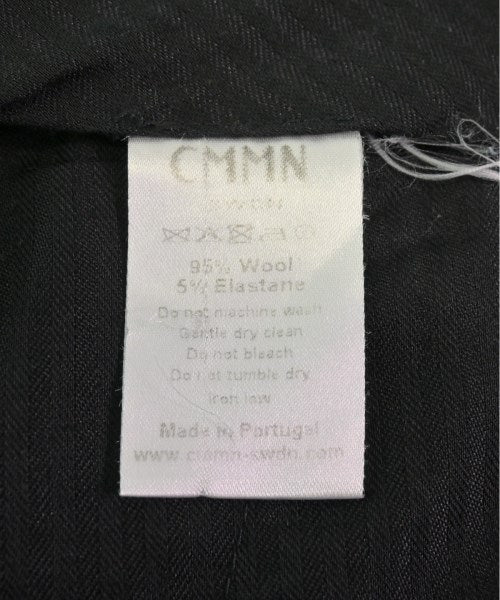 CMMN
SWDN
95% Wool
5% Elastane
Do not machine wash
Gentle dry clean
Do not bleach
Do not tumble dry
Iron low
Made in Portugal
www.cmmn-swdn.com